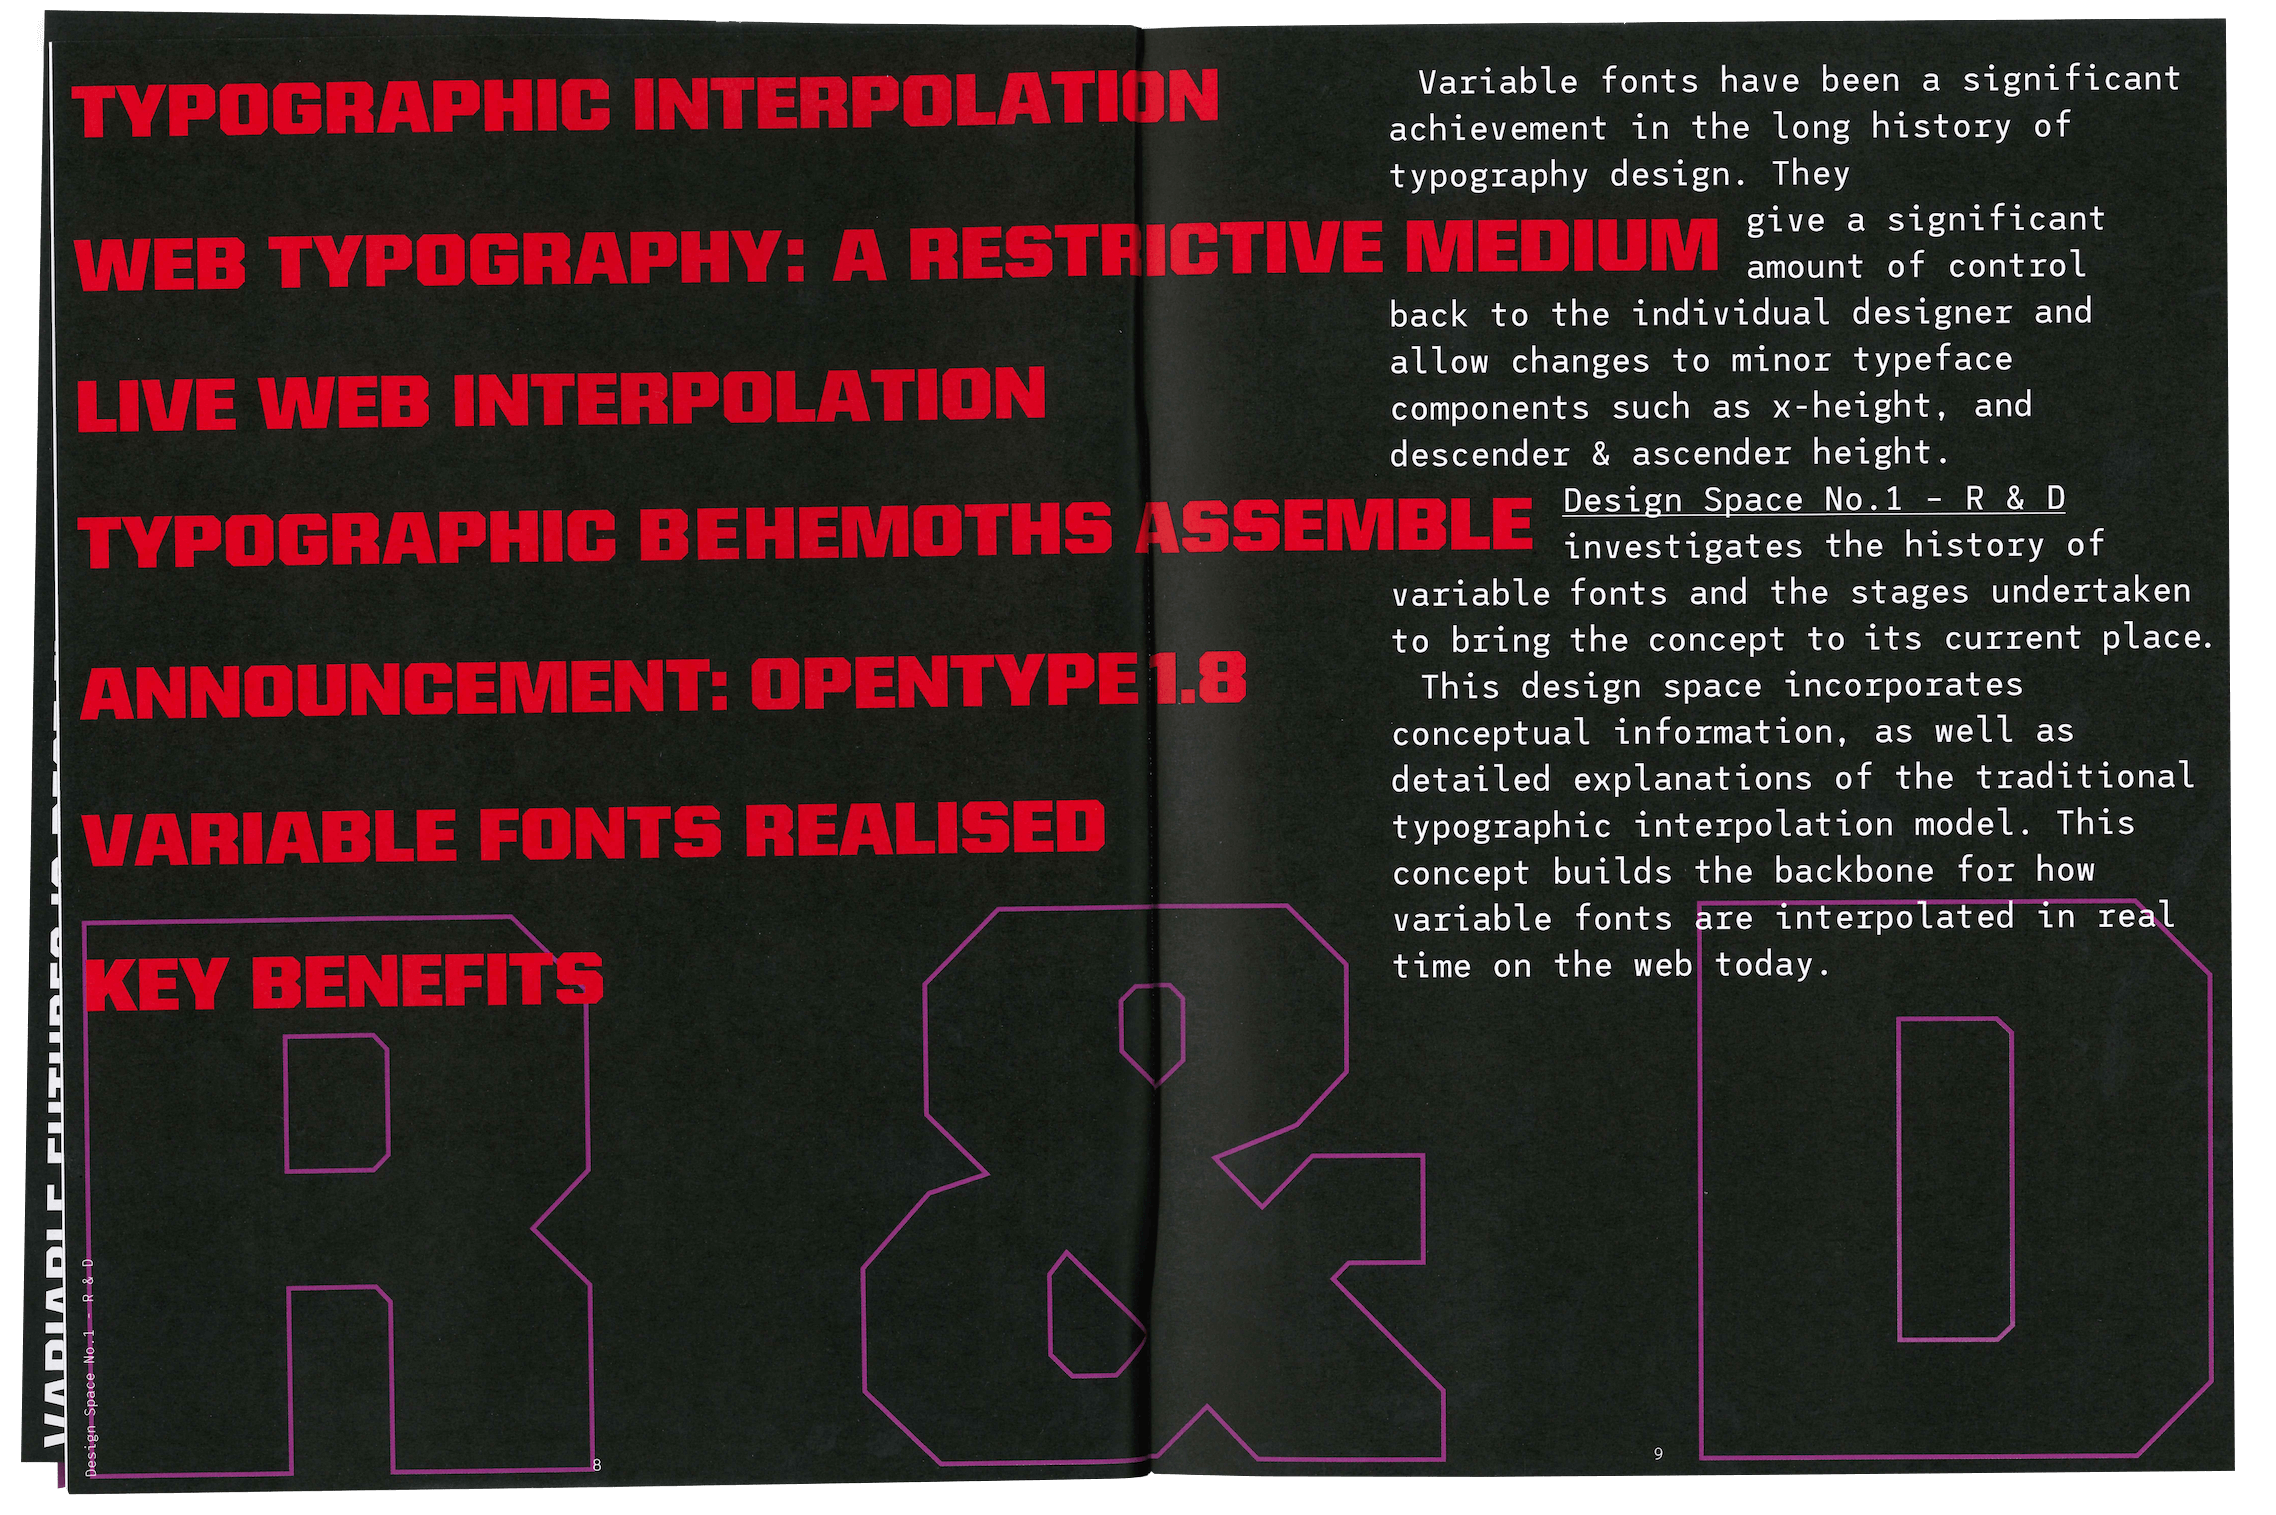 TYPOGRAPHIC INTERPOLATION
WEB TYPOGRAPHY: A RESTRICTIVE MEDIUM
LIVE WEB INTERPOLATION
TYPOGRAPHIC BEHEMOTHS ASSEMBLE
ANNOUNCEMENT: OPENTYPE 1.8
VARIABLE FONTS REALISED
KEY BENEFITS
Variable fonts have been a significant
achievement in the long history of
typography design. They
give a significant
amount of control
back to the individual designer and
allow changes to minor typeface
components such as x-height, and
descender & ascender height.
Design Space No.1 – R & D
investigates the history of
variable fonts and the stages undertaken
to bring the concept to its current place.
This design space incorporates
conceptual information, as well as
detailed explanations of the traditional
typographic interpolation model. This
concept builds the backbone for how
variable fonts are interpolated in real
time on the web today.
R & D
Design Space No.1 – R & D
8
9
VARIABLE